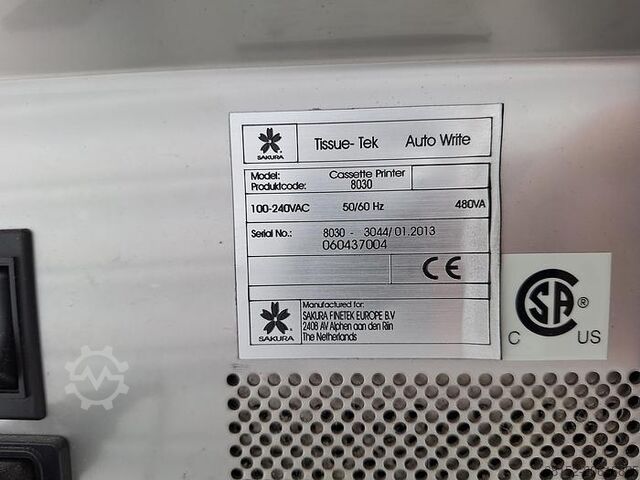 SAKURA
Tissue-Tek Auto Write
Model: Cassette Printer
Produktcode: 8030
100-240VAC 50/60 Hz 480VA
Serial No.: 8030 - 3044/01.2013
060437004
CE
Manufactured for:
SAKURA FINETEK EUROPE B.V
2408 AV Alphen aan den Rijn
The Netherlands
SAKURA
CSA ®
C US